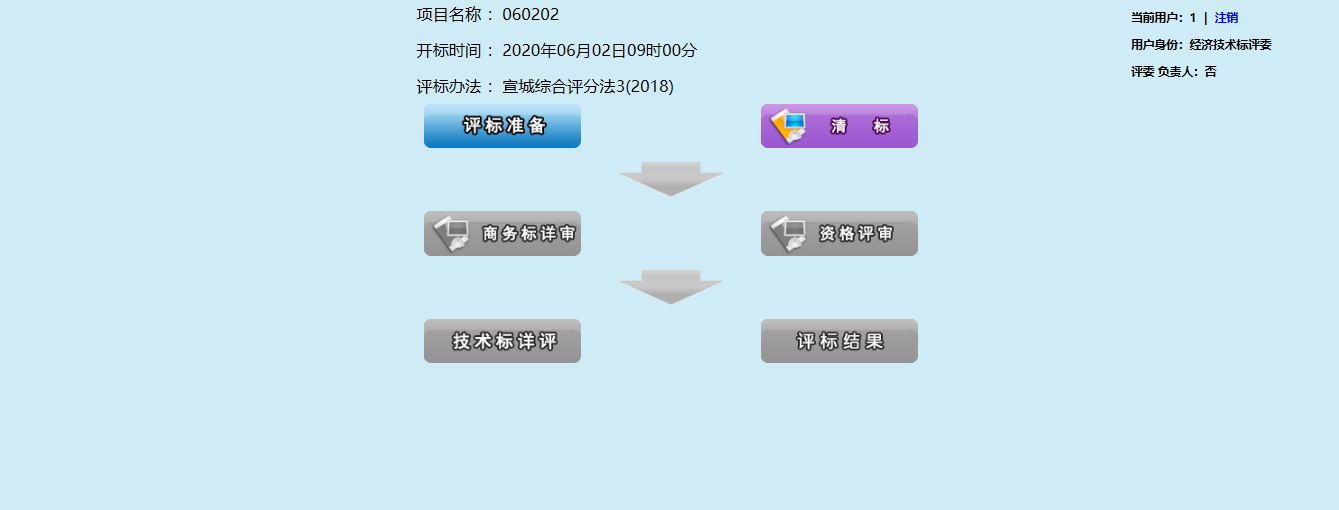 项目名称 : 060202
当前用户: 1 | 注销
开标时间 : 2020年06月02日09时00分
用户身份: 经济技术标评委
评标办法 : 宣城综合评分法3(2018)
评委 负责人: 否
评标准备
清 标
商务标详审
资格评审
技术标详评
评标结果